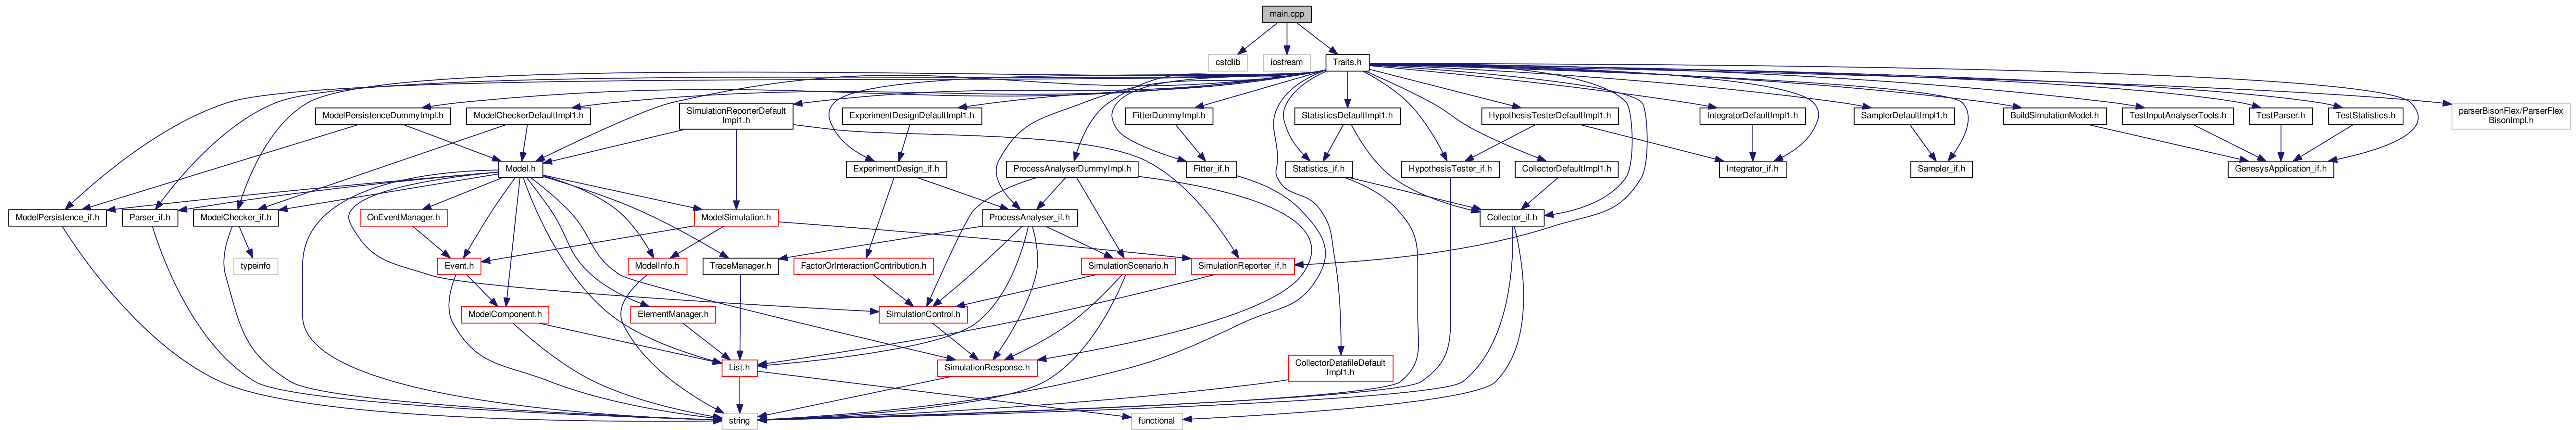 main.cpp
cstdlib
iostream
Traits.h
parserBisonFlex/ParserFlex
BisonImpl.h
ModelPersistenceDummyImpl.h
ModelCheckerDefaultImpl1.h
SimulationReporterDefault
Impl1.h
ExperimentDesignDefaultImpl1.h
FitterDummyImpl.h
StatisticsDefaultImpl1.h
HypothesisTesterDefaultImpl1.h
IntegratorDefaultImpl1.h
SamplerDefaultImpl1.h
BuildSimulationModel.h
TestInputAnalyserTools.h
TestParser.h
TestStatistics.h
Model.h
ExperimentDesign_if.h
ProcessAnalyserDummyImpl.h
Fitter_if.h
Statistics_if.h
HypothesisTester_if.h
CollectorDefaultImpl1.h
Integrator_if.h
Sampler_if.h
GenesysApplication_if.h
ModelPersistence_if.h
Parser_if.h
ModelChecker_if.h
OnEventManager.h
ModelSimulation.h
ProcessAnalyser_if.h
Collector_if.h
typeinfo
Event.h
ModelInfo.h
TraceManager.h
FactorOrInteractionContribution.h
SimulationScenario.h
SimulationReporter_if.h
ModelComponent.h
ElementManager.h
SimulationControl.h
List.h
SimulationResponse.h
CollectorDatafileDefault
Impl1.h
string
functional